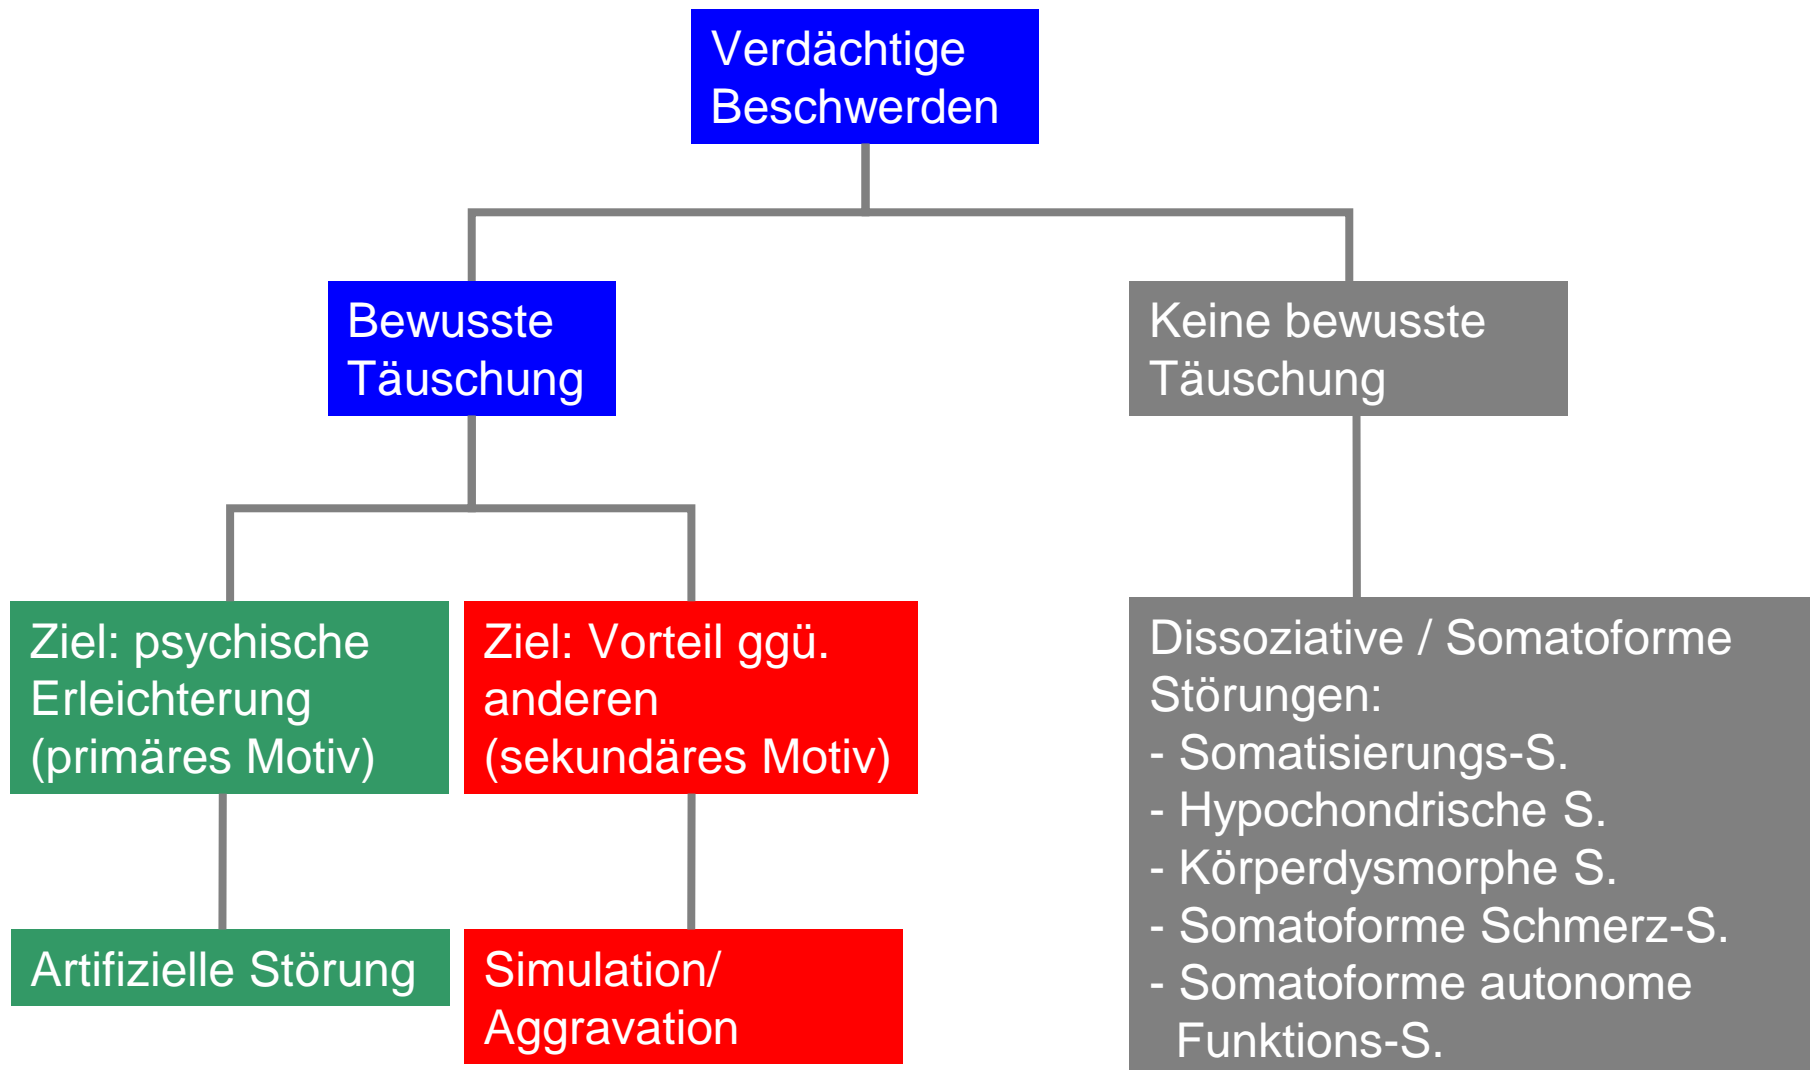 Verdächtige
Beschwerden
Bewusste
Täuschung
Keine bewusste
Täuschung
Ziel: psychische
Erleichterung
(primäres Motiv)
Ziel: Vorteil ggü.
anderen
(sekundäres Motiv)
Dissoziative / Somatoforme
Störungen:
- Somatisierungs-S.
- Hypochondrische S.
- Körperdysmorphe S.
- Somatoforme Schmerz-S.
- Somatoforme autonome
Funktions-S.
Artifizielle Störung
Simulation/
Aggravation